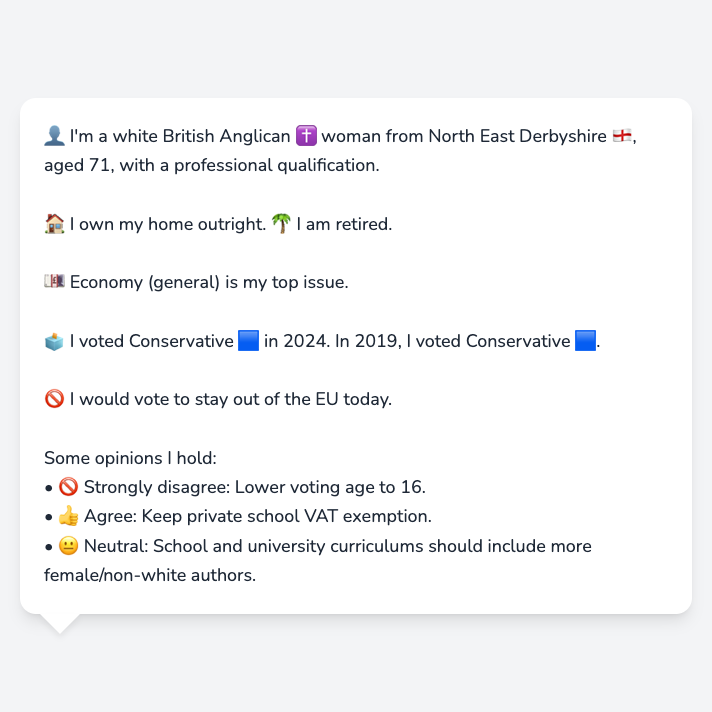 👤 I'm a white British Anglican ✝️ woman from North East Derbyshire 🏴󠁧󠁢󠁥󠁮󠁧󠁿,
aged 71, with a professional qualification.
🏠 I own my home outright. 🌴 I am retired.
💷 Economy (general) is my top issue.
🗳️ I voted Conservative 🟦 in 2024. In 2019, I voted Conservative 🟦.
🚫 I would vote to stay out of the EU today.
Some opinions I hold:
• 🚫 Strongly disagree: Lower voting age to 16.
• 👍 Agree: Keep private school VAT exemption.
• 😐 Neutral: School and university curriculums should include more
female/non-white authors.